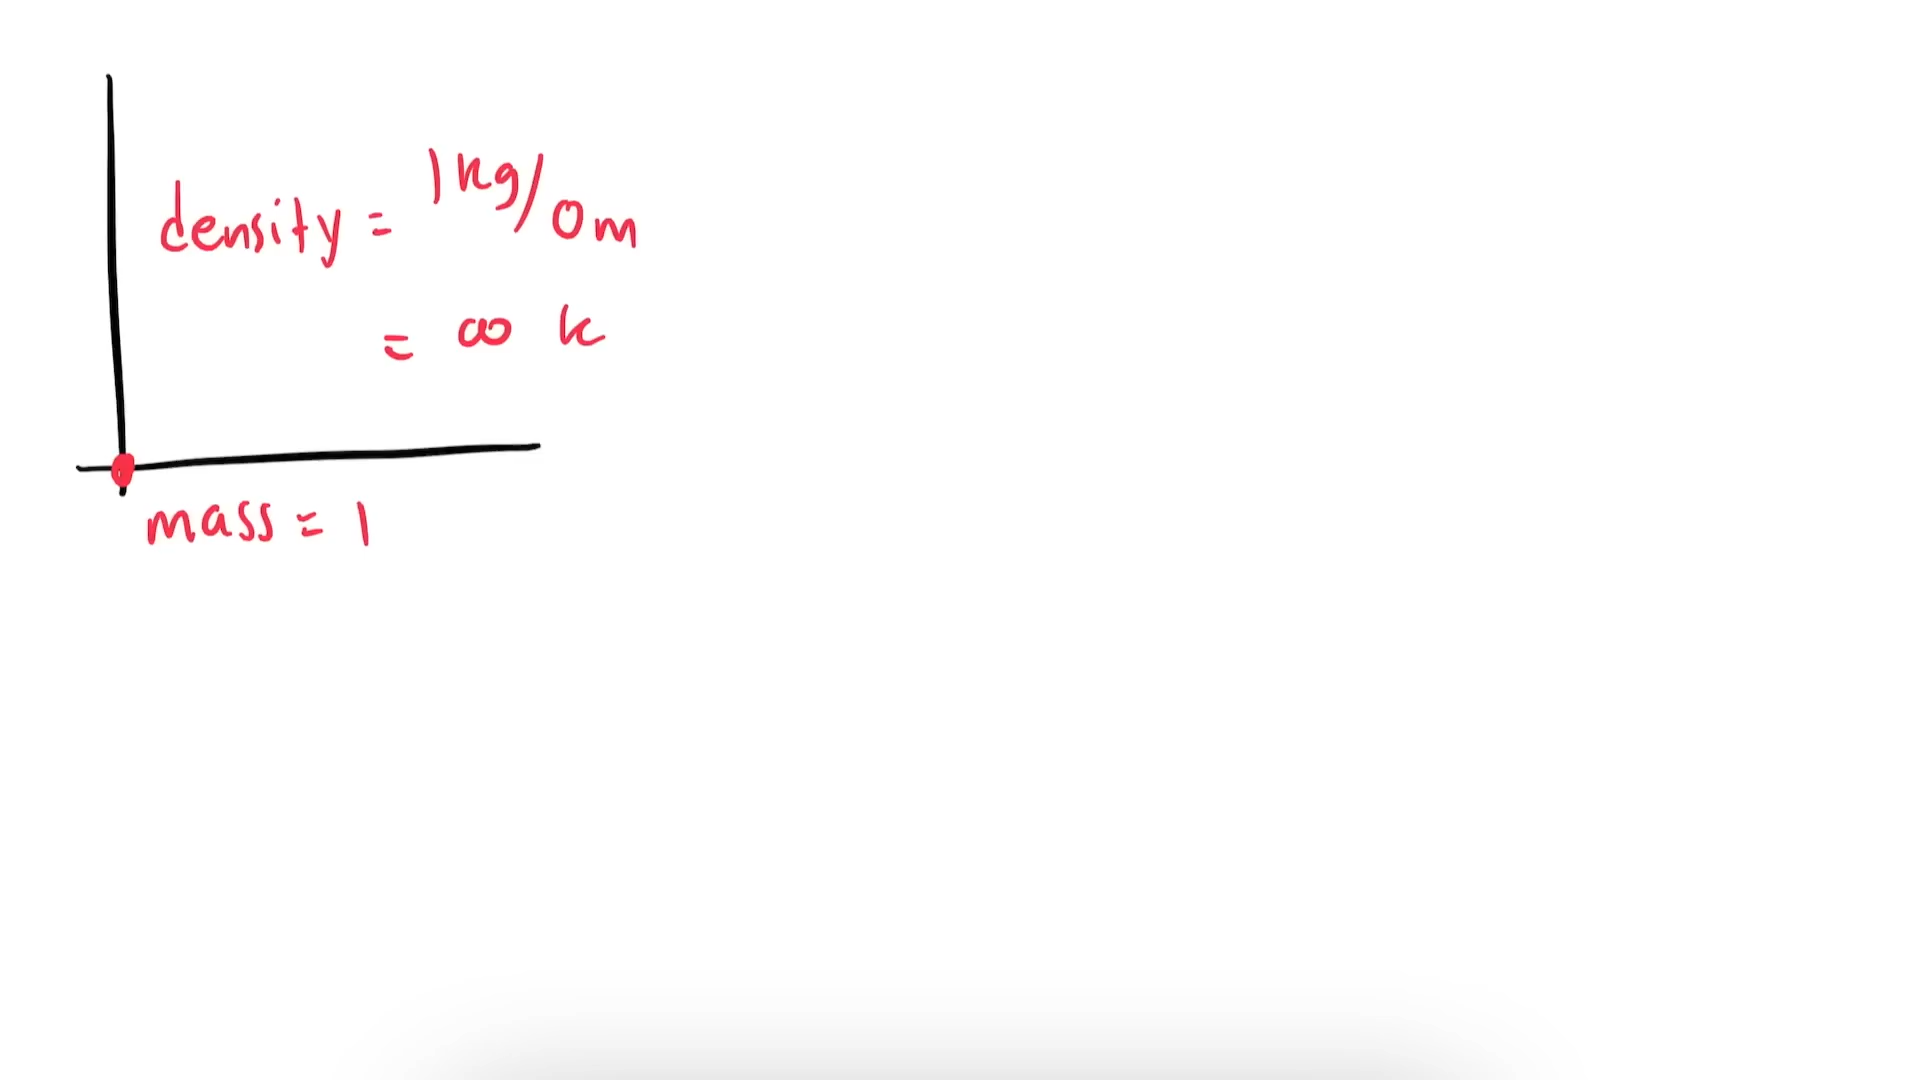 density = 1kg/0m
= ∞ k
mass = 1